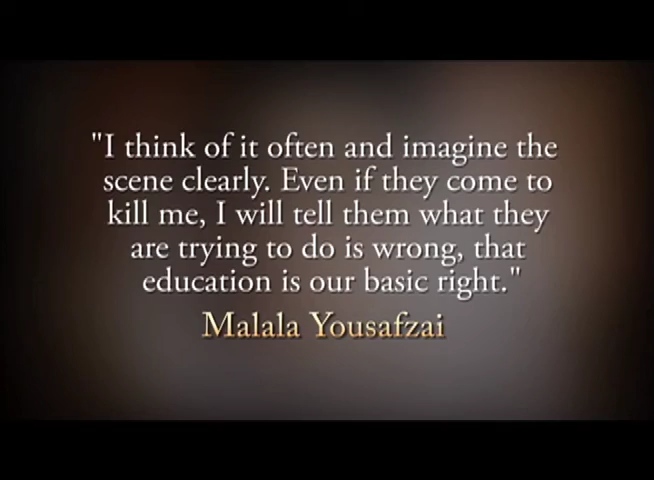 "I think of it often and imagine the
scene clearly. Even if they come to
kill me, I will tell them what they
are trying to do is wrong, that
education is our basic right."
Malala Yousafzai